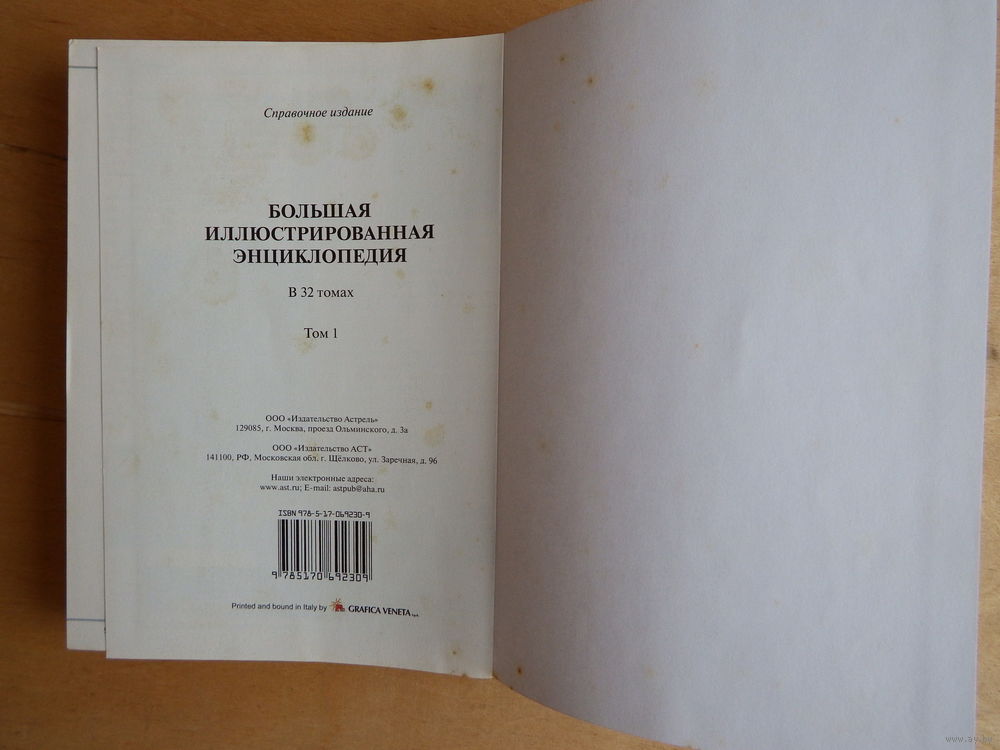 Справочное издание
БОЛЬШАЯ
ИЛЛЮСТРИРОВАННАЯ
ЭНЦИКЛОПЕДИЯ
В 32 томах
Том 1
ООО «Издательство Астрель»
129085, г. Москва, проезд Ольминского, д. 3а
ООО «Издательство АСТ»
141100, РФ, Московская обл. г. Щёлково, ул. Заречная, д. 96
Наши электронные адреса:
www.ast.ru; E-mail: astpub@aha.ru
ISBN 978-5-17-069230-9
9 785170 692309
Printed and bound in Italy by GRAFICA VENETA